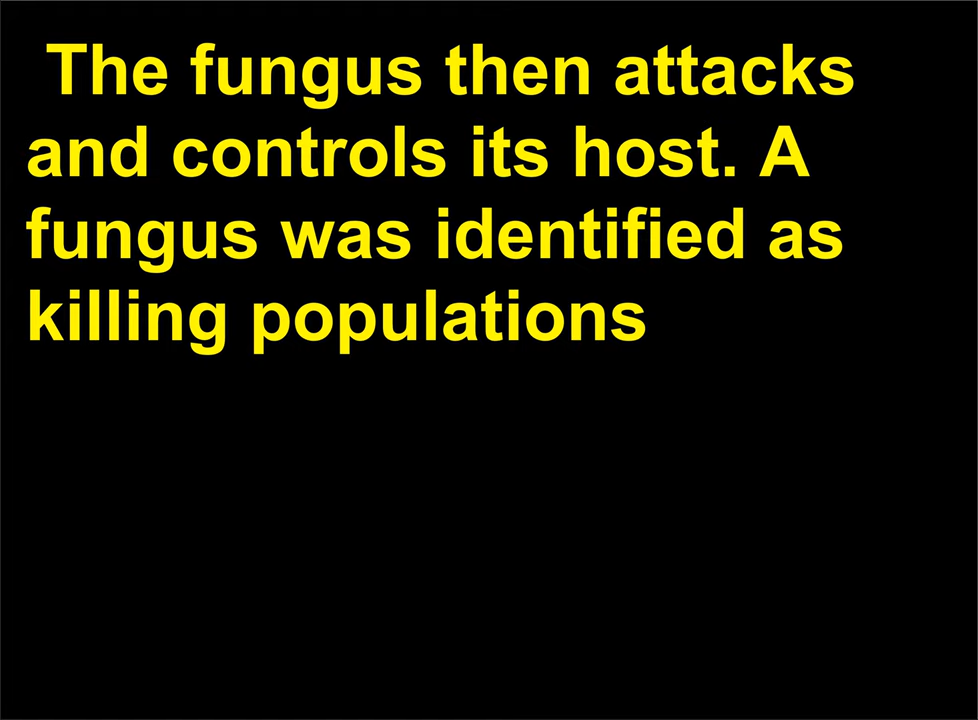 The fungus then attacks
and controls its host. A
fungus was identified as
killing populations